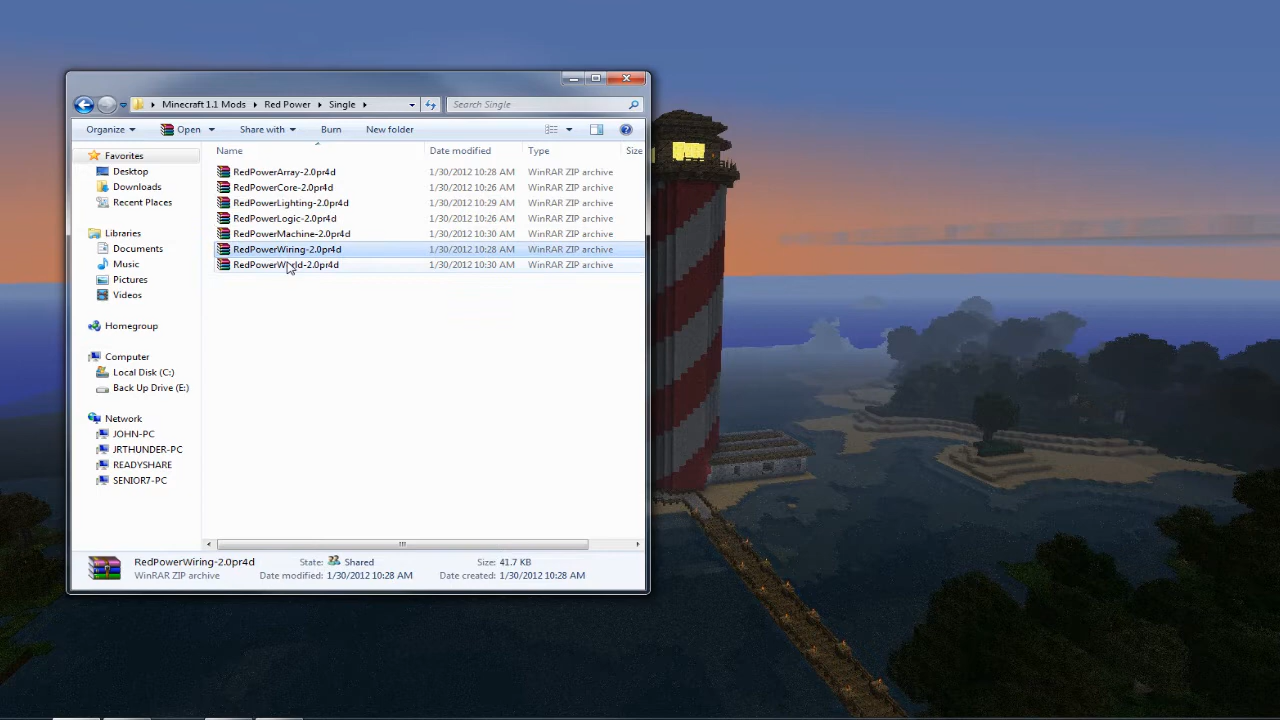 Minecraft 1.1 Mods Red Power Single Search Single
Organize Open Share with Burn New folder
Name Date modified Type Size
Favorites
Desktop
Downloads
Recent Places
Libraries
Documents
Music
Pictures
Videos
Homegroup
Computer
Local Disk (C:)
Back Up Drive (E:)
Network
JOHN-PC
JRTHUNDER-PC
READYSHARE
SENIOR7-PC
RedPowerArray-2.0pr4d 1/30/2012 10:28 AM WinRAR ZIP archive
RedPowerCore-2.0pr4d 1/30/2012 10:26 AM WinRAR ZIP archive
RedPowerLighting-2.0pr4d 1/30/2012 10:29 AM WinRAR ZIP archive
RedPowerLogic-2.0pr4d 1/30/2012 10:26 AM WinRAR ZIP archive
RedPowerMachine-2.0pr4d 1/30/2012 10:30 AM WinRAR ZIP archive
RedPowerWiring-2.0pr4d 1/30/2012 10:28 AM WinRAR ZIP archive
RedPowerWorld-2.0pr4d 1/30/2012 10:30 AM WinRAR ZIP archive
RedPowerWiring-2.0pr4d State: Shared Size: 41.7 KB
WinRAR ZIP archive Date modified: 1/30/2012 10:28 AM Date created: 1/30/2012 10:28 AM